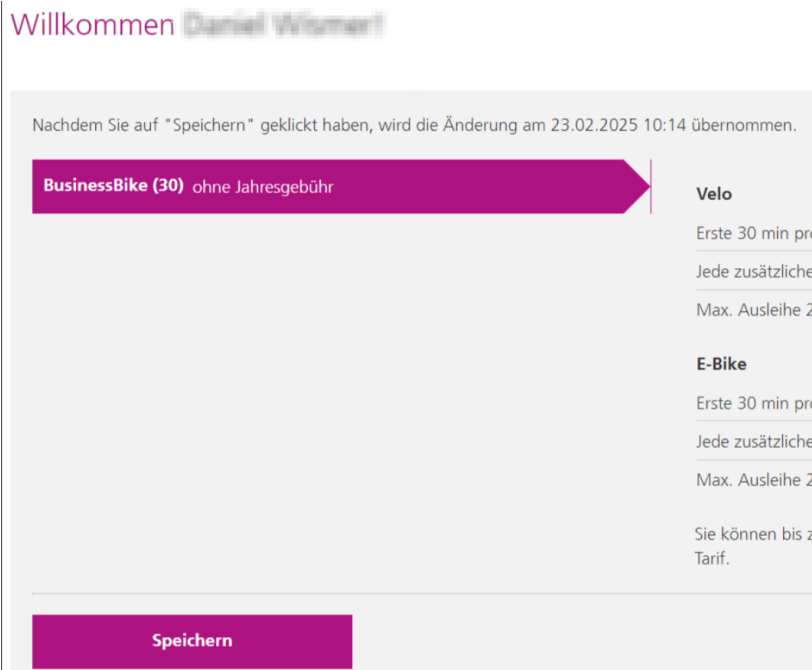 Willkommen
Nachdem Sie auf "Speichern" geklickt haben, wird die Änderung am 23.02.2025 10:14 übernommen.
BusinessBike (30) ohne Jahresgebühr
Velo
Erste 30 min
Jede zusätzliche
Max. Ausleihe
E-Bike
Erste 30 min
Jede zusätzliche
Max. Ausleihe
Sie können bis
Tarif.
Speichern